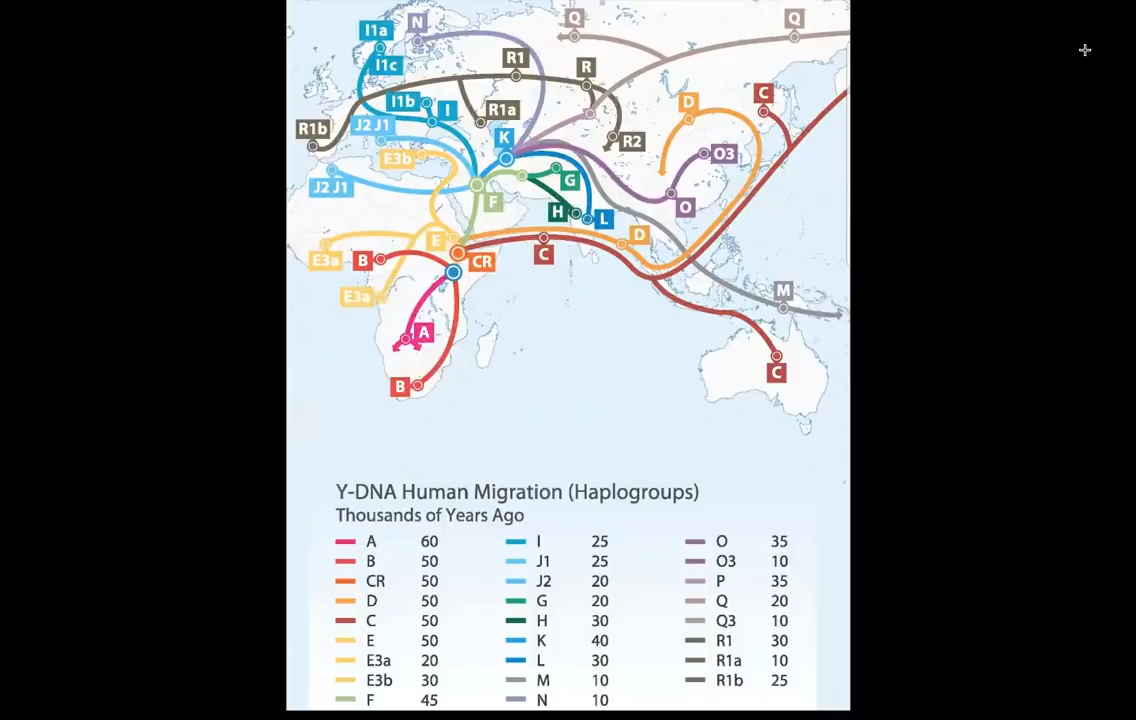 I1a
N
Q
Q
I1c
R1
R
I1b
I
R1a
C
D
R1b
J2 J1
K
R2
O3
E3b
J2 J1
F
G
H
L
O
E
D
E3a
B
CR
C
E3a
M
A
B
C
Y-DNA Human Migration (Haplogroups)
Thousands of Years Ago
A 60 I 25 O 35
B 50 J1 25 O3 10
CR 50 J2 20 P 35
D 50 G 20 Q 20
C 50 H 30 Q3 10
E 50 K 40 R1 30
E3a 20 L 30 R1a 10
E3b 30 M 10 R1b 25
F 45 N 10